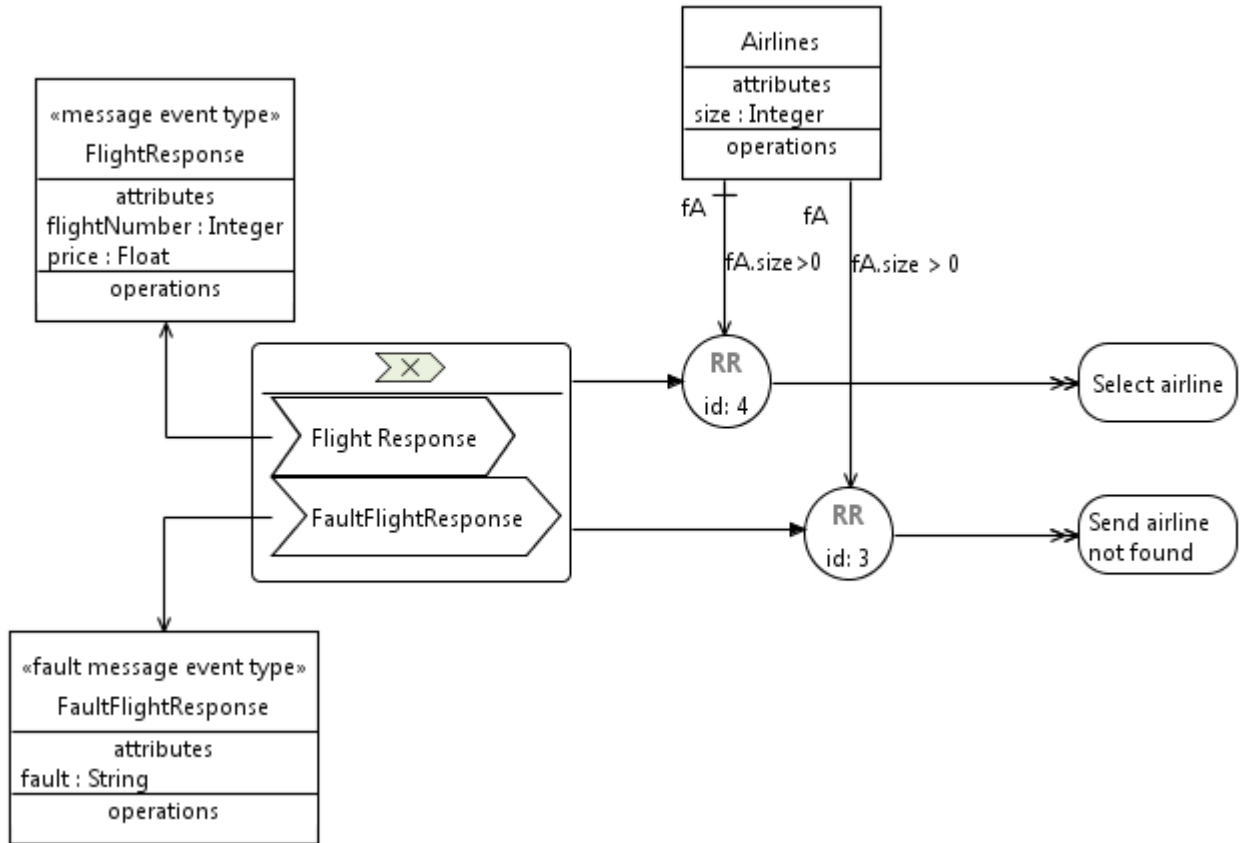 Airlines
attributes
size : Integer
operations
«message event type»
FlightResponse
attributes
flightNumber : Integer
price : Float
operations
fA
fA
fA.size>0
fA.size > 0
RR
id: 4
Select airline
Flight Response
FaultFlightResponse
RR
id: 3
Send airline
not found
«fault message event type»
FaultFlightResponse
attributes
fault : String
operations